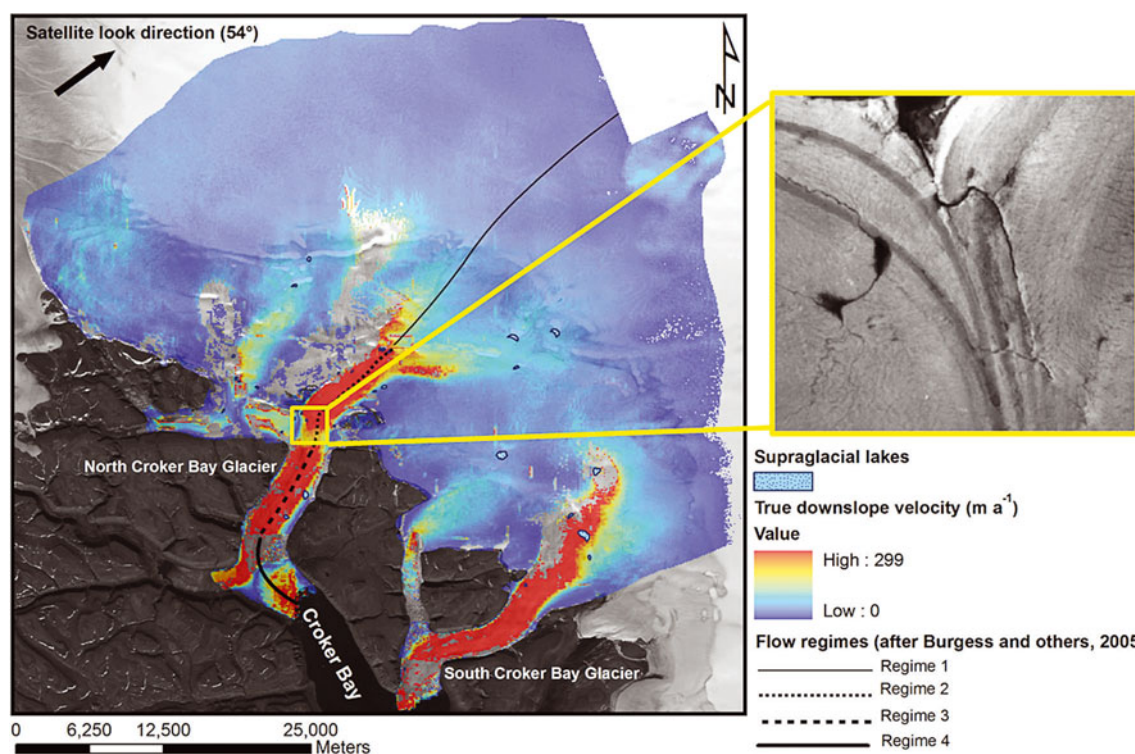 Satellite look direction (54°)
N
North Croker Bay Glacier
Croker Bay
South Croker Bay Glacier
0 6,250 12,500 25,000
Meters
Supraglacial lakes
True downslope velocity (m a⁻¹)
Value
High : 299
Low : 0
Flow regimes (after Burgess and others, 2005
Regime 1
Regime 2
Regime 3
Regime 4